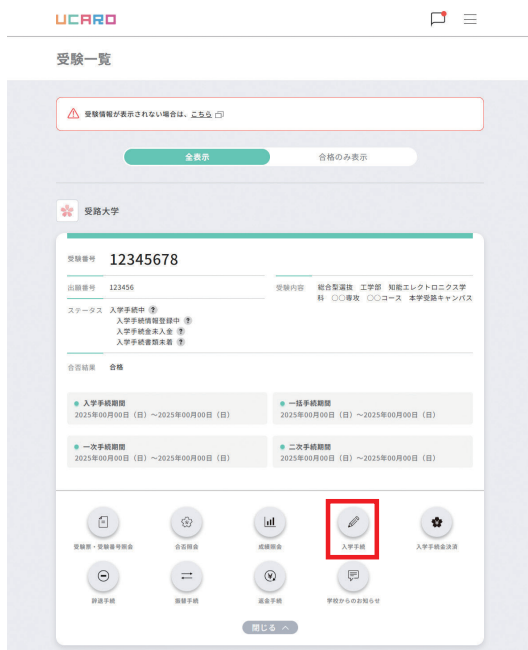 UCARO
受験一覧
受験情報が表示されない場合は、こちら
全表示 合格のみ表示
受路大学
受験番号 12345678
出願番号 123456
受験内容 総合型選抜 工学部 知能エレクトロニクス学
科 〇〇専攻 〇〇コース 本学受路キャンパス
ステータス 入学手続中 ?
入学手続情報登録中 ?
入学手続金未入金 ?
入学手続書類未着 ?
合否結果 合格
入学手続期間
2025年00月00日（日）～2025年00月00日（日）
一括手続期間
2025年00月00日（日）～2025年00月00日（日）
一次手続期間
2025年00月00日（日）～2025年00月00日（日）
二次手続期間
2025年00月00日（日）～2025年00月00日（日）
受験票・受験番号照会 合否照会 成績照会 入学手続 入学手続金決済
辞退手続 振替手続 返金手続 学校からのお知らせ
閉じる